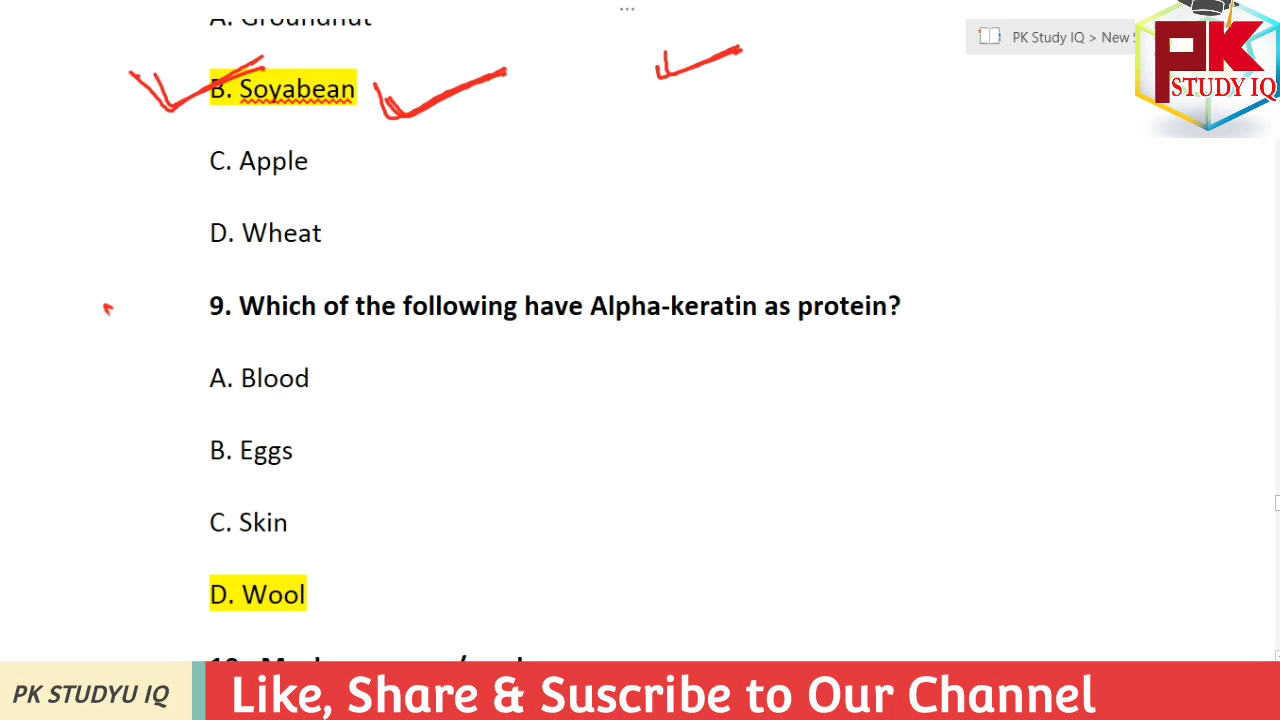 A. Groundnut
PK Study IQ > New
PK
STUDY IQ
B. Soyabean
C. Apple
D. Wheat
9. Which of the following have Alpha-keratin as protein?
A. Blood
B. Eggs
C. Skin
D. Wool
PK STUDYU IQ
Like, Share & Suscribe to Our Channel